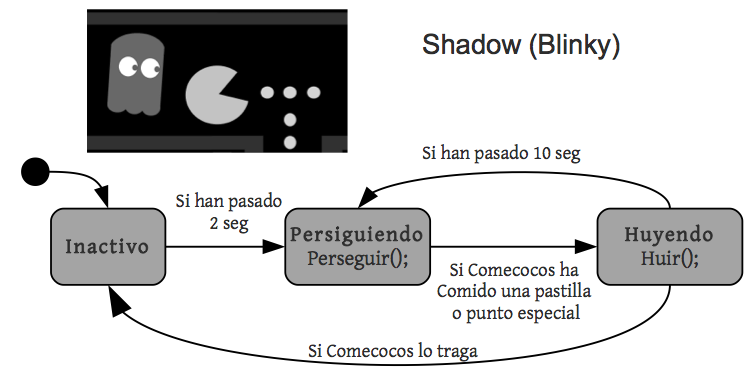 Shadow (Blinky)
Si han pasado 10 seg
Si han pasado
2 seg
Inactivo
Persiguiendo
Perseguir();
Huyendo
Huir();
Si Comecocos ha
Comido una pastilla
o punto especial
Si Comecocos lo traga